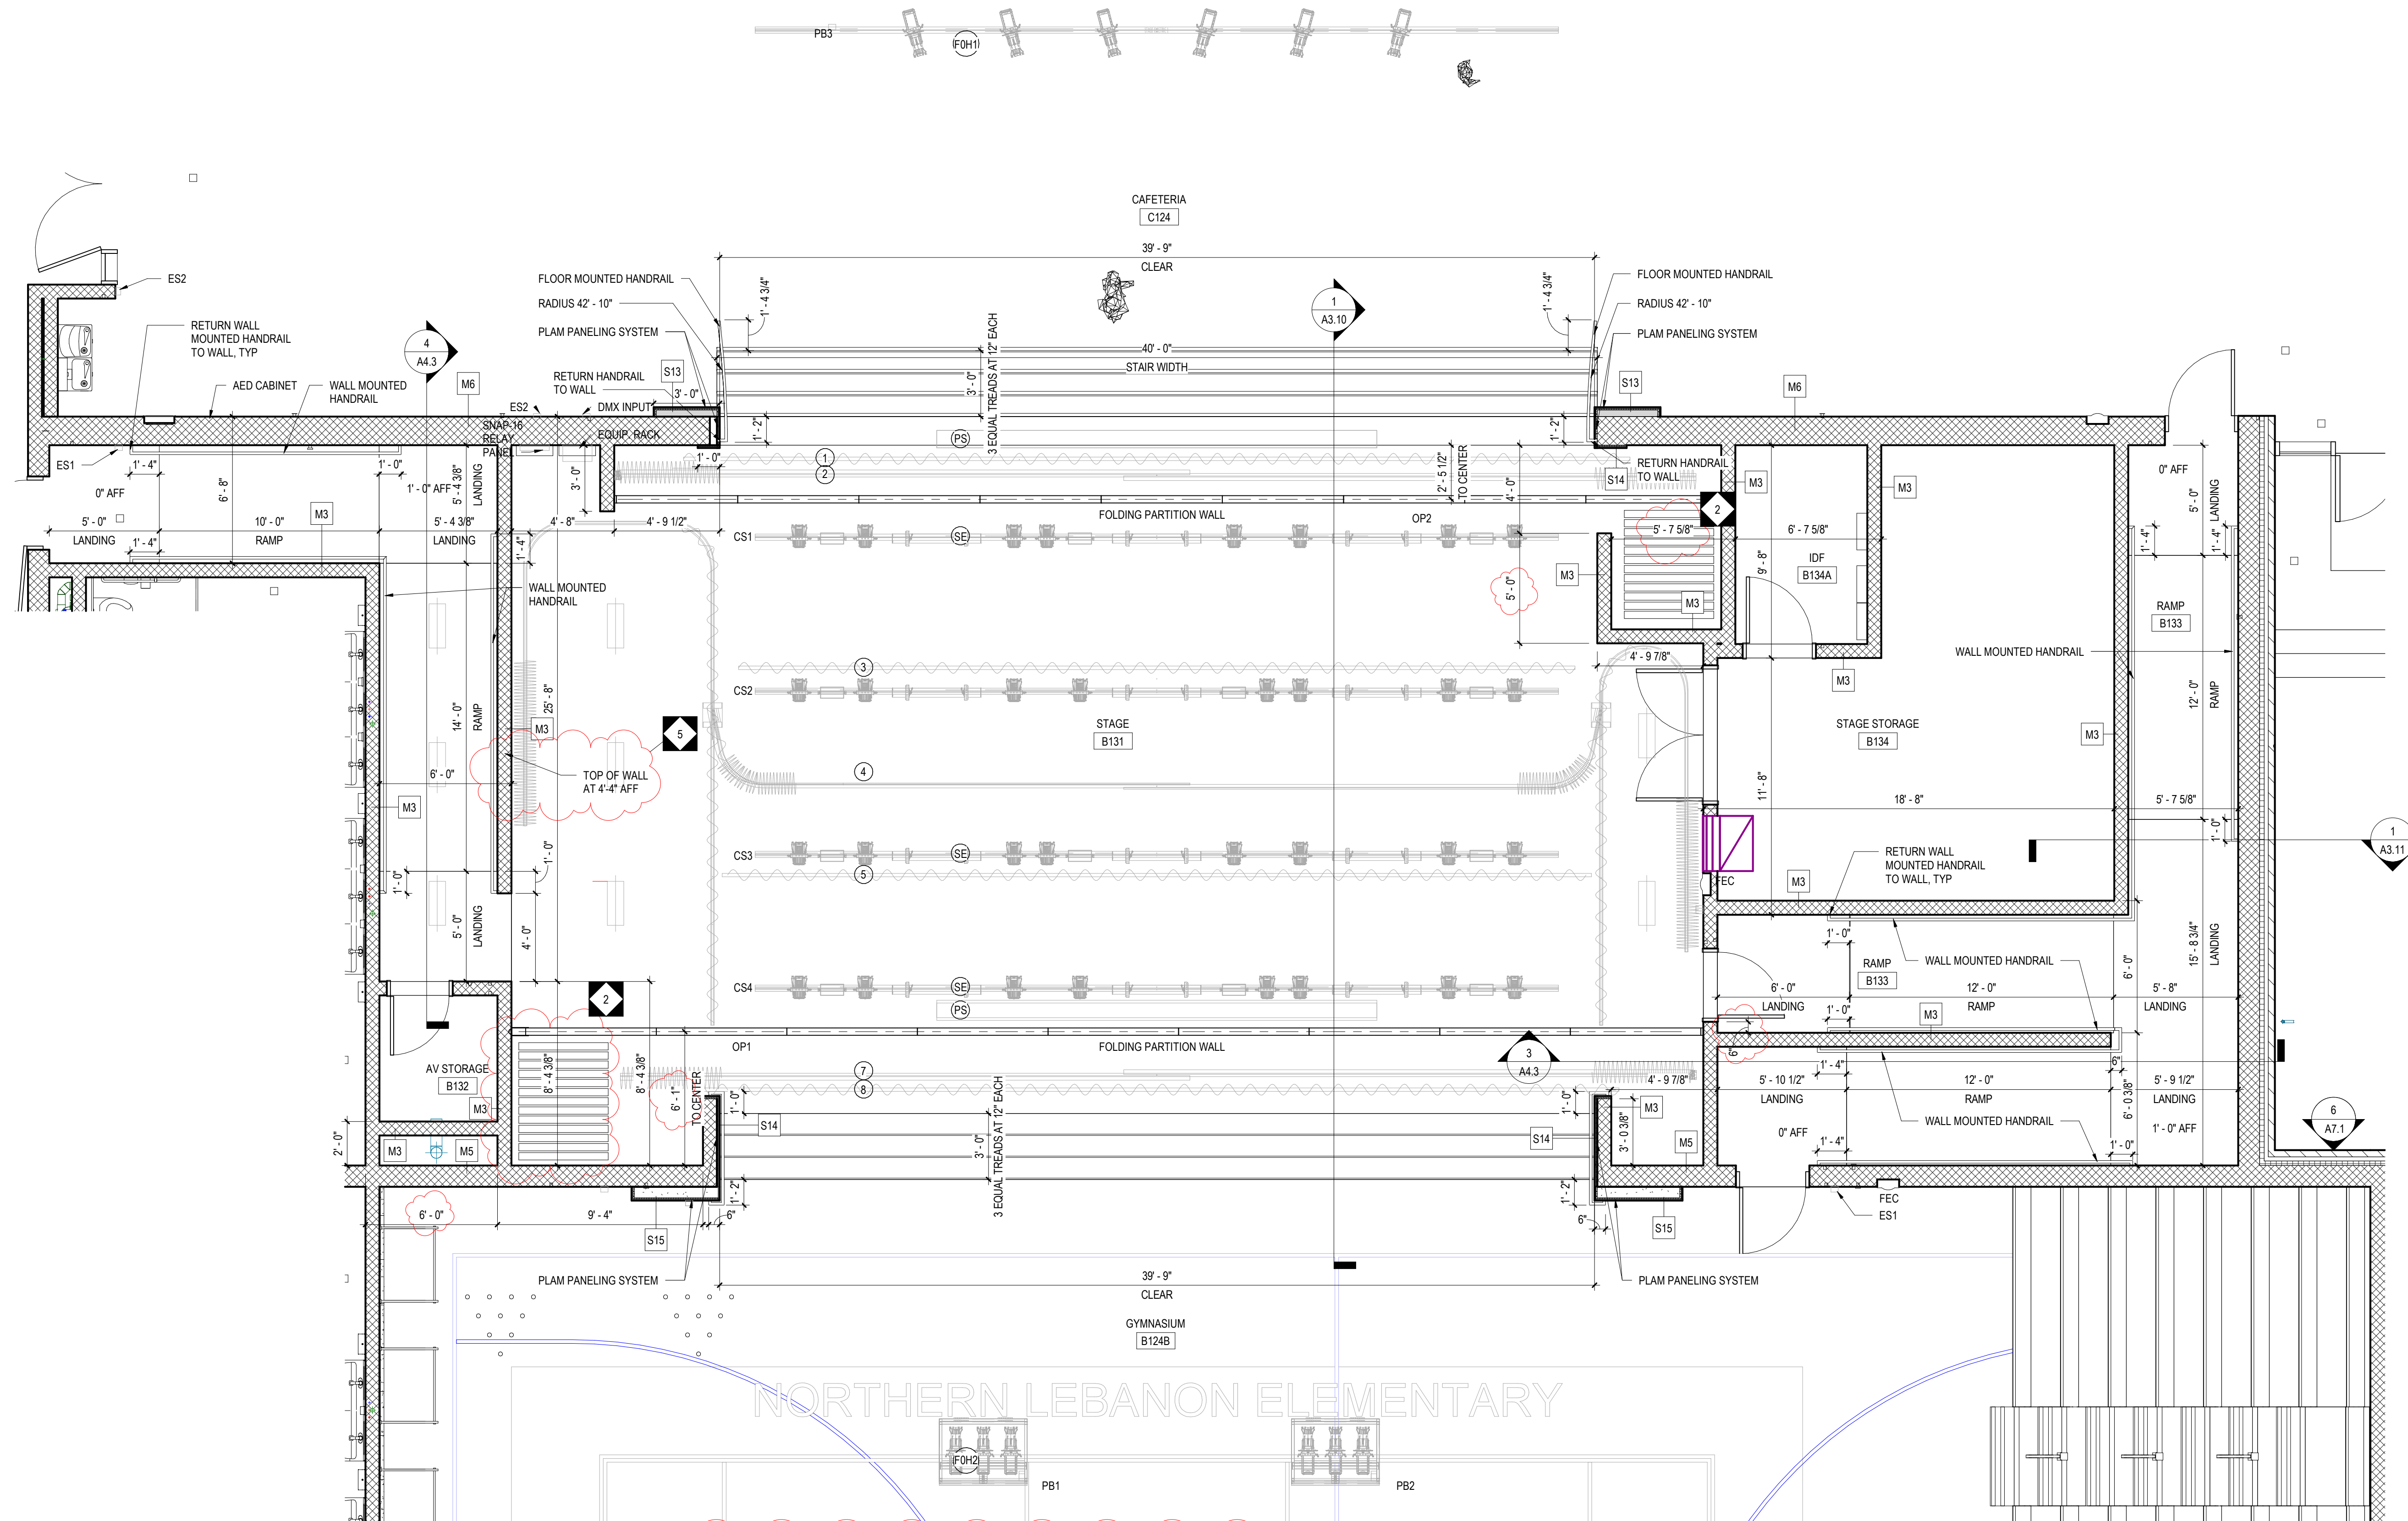 PB3
(F0H1)
CAFETERIA
C124
39' - 9"
CLEAR
ES2
FLOOR MOUNTED HANDRAIL
RADIUS 42' - 10"
PLAM PANELING SYSTEM
1' - 4 3/4"
1
A3.10
1' - 4 3/4"
FLOOR MOUNTED HANDRAIL
RADIUS 42' - 10"
PLAM PANELING SYSTEM
RETURN WALL
MOUNTED HANDRAIL
TO WALL, TYP
4
A4.3
40' - 0"
STAIR WIDTH
3' - 0"
3 EQUAL TREADS AT 12" EACH
AED CABINET
WALL MOUNTED
HANDRAIL
M6
RETURN HANDRAIL
TO WALL
S13
3' - 0"
S13
M6
ES2
DMX INPUT
SNAP-16
RELAY
PANEL
EQUIP. RACK
1' - 2"
PS
1' - 2"
ES1
1' - 4"
1' - 0"
0" AFF
6' - 8"
1' - 0" AFF
5' - 4 3/8"
LANDING
3' - 0"
1' - 0"
1
2
2' - 5 1/2"
TO CENTER
4' - 0"
S14
RETURN HANDRAIL
TO WALL
M3
M3
0" AFF
5' - 0"
LANDING
M3
5' - 0"
LANDING
10' - 0"
RAMP
5' - 4 3/8"
LANDING
4' - 8"
4' - 9 1/2"
FOLDING PARTITION WALL
OP2
2
1' - 4"
1' - 4"
CS1
SE
5' - 7 5/8"
6' - 7 5/8"
9' - 8"
IDF
B134A
1' - 4"
1' - 4"
WALL MOUNTED
HANDRAIL
5' - 0"
M3
M3
RAMP
B133
3
4' - 9 7/8"
WALL MOUNTED HANDRAIL
M3
CS2
14' - 0"
RAMP
25' - 8"
M3
5
STAGE
B131
STAGE STORAGE
B134
M3
12' - 0"
RAMP
6' - 0"
TOP OF WALL
AT 4'-4" AFF
4
11' - 8"
18' - 8"
5' - 7 5/8"
M3
1' - 0"
1
A3.11
1' - 0"
1' - 0"
CS3
SE
5
FEC
M3
RETURN WALL
MOUNTED HANDRAIL
TO WALL, TYP
5' - 0"
LANDING
4' - 0"
1' - 0"
RAMP
B133
WALL MOUNTED HANDRAIL
6' - 0"
15' - 8 3/4"
LANDING
CS4
SE
PS
2
6' - 0"
LANDING
12' - 0"
RAMP
5' - 8"
LANDING
1' - 0"
M3
OP1
FOLDING PARTITION WALL
3
A4.3
6"
AV STORAGE
B132
8' - 4 3/8"
8' - 4 3/8"
6' - 1"
TO CENTER
7
8
1' - 4"
6"
M3
1' - 0"
3' - 0"
3 EQUAL TREADS AT 12" EACH
1' - 0"
4' - 9 7/8"
5' - 10 1/2"
LANDING
12' - 0"
RAMP
6' - 0 3/8"
5' - 9 1/2"
LANDING
6
A7.1
S14
S14
M3
3' - 0 3/8"
WALL MOUNTED HANDRAIL
1' - 0" AFF
0" AFF
1' - 4"
1' - 0"
2' - 0"
M3
M5
M5
1' - 2"
1' - 2"
FEC
ES1
6' - 0"
9' - 4"
6"
6"
S15
S15
PLAM PANELING SYSTEM
39' - 9"
CLEAR
PLAM PANELING SYSTEM
GYMNASIUM
B124B
NORTHERN LEBANON ELEMENTARY
(F0H2)
PB1
PB2